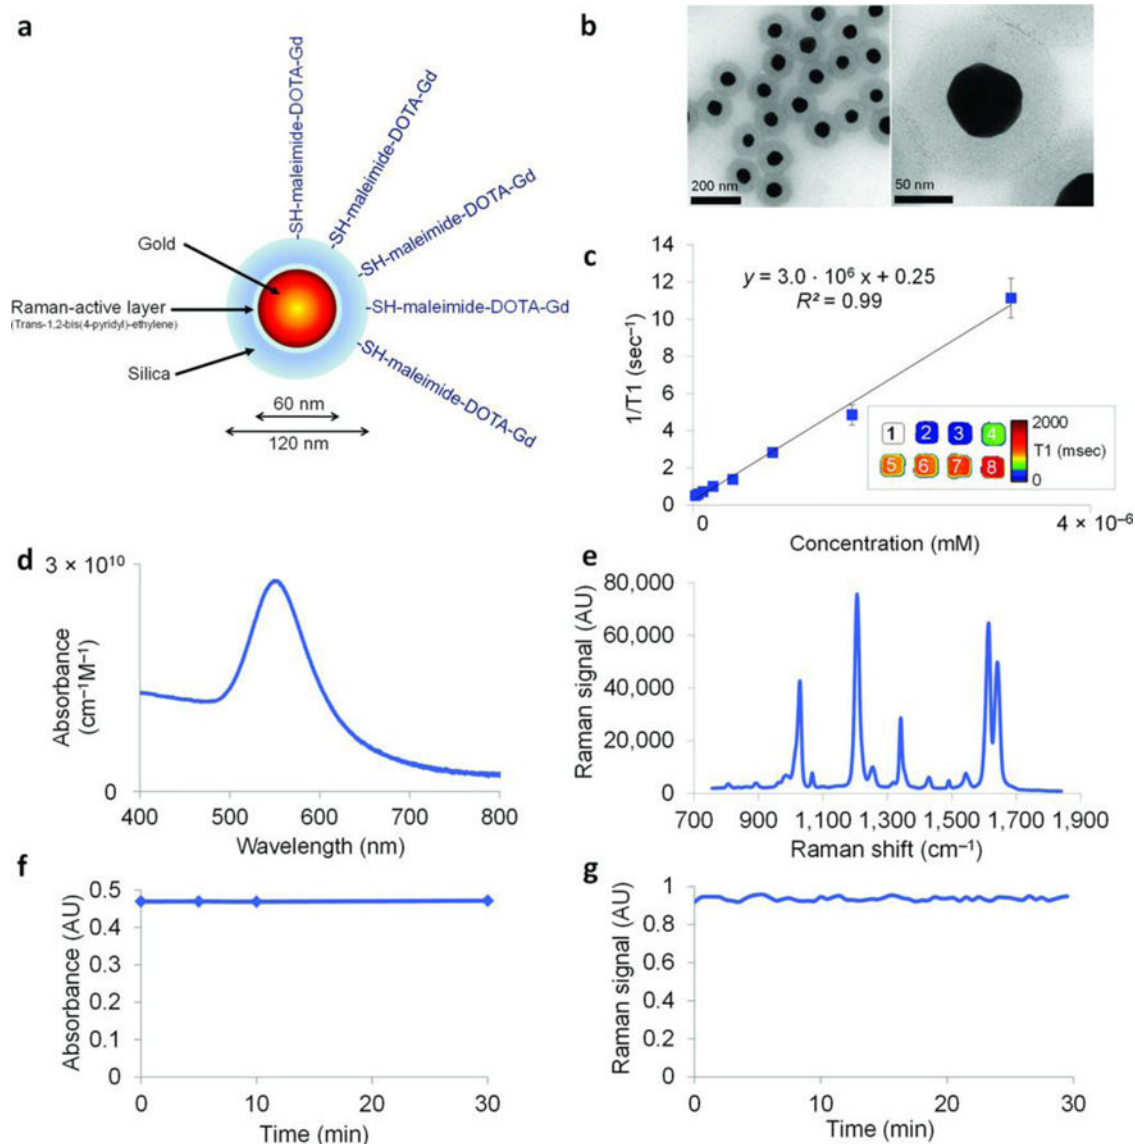 a
SH-maleimide-DOTA-Gd
SH-maleimide-DOTA-Gd
SH-maleimide-DOTA-Gd
SH-maleimide-DOTA-Gd
SH-maleimide-DOTA-Gd
Gold
Raman-active layer
(Trans-1,2-bis(4-pyridyl)-ethylene)
Silica
60 nm
120 nm
b
200 nm
50 nm
c
14
12
10
8
6
4
2
0
1/T1 (sec⁻¹)
y = 3.0 · 10⁶ x + 0.25
R² = 0.99
1 2 3 4
5 6 7 8
2000
T1 (msec)
0
0
4 × 10⁻⁶
Concentration (mM)
d
3 × 10¹⁰
0
Absorbance
(cm⁻¹M⁻¹)
400 500 600 700 800
Wavelength (nm)
e
80,000
60,000
40,000
20,000
0
Raman signal (AU)
700 900 1,100 1,300 1,500 1,700 1,900
Raman shift (cm⁻¹)
f
0.5
0.4
0.3
0.2
0.1
0
Absorbance (AU)
0 10 20 30
Time (min)
g
1
0.8
0.6
0.4
0.2
0
Raman signal (AU)
0 10 20 30
Time (min)